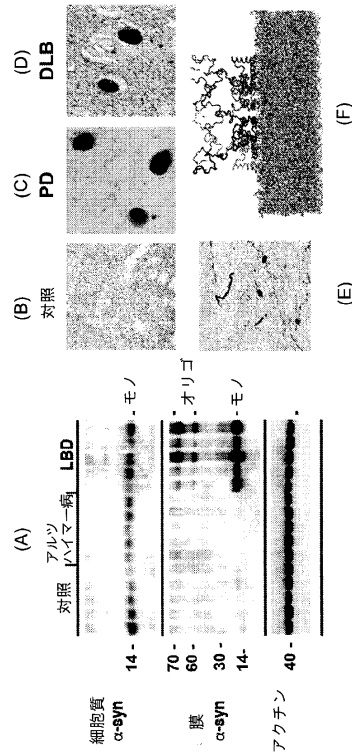 (A)
対照
アルツ
ハイマー病
LBD
細胞質
α-syn
14 -
- モノ
膜
α-syn
70 -
60 -
30 -
14-
オリゴ
- モノ
アクチン
40 -
(B)
対照
(C)
PD
(D)
DLB
(E)
(F)